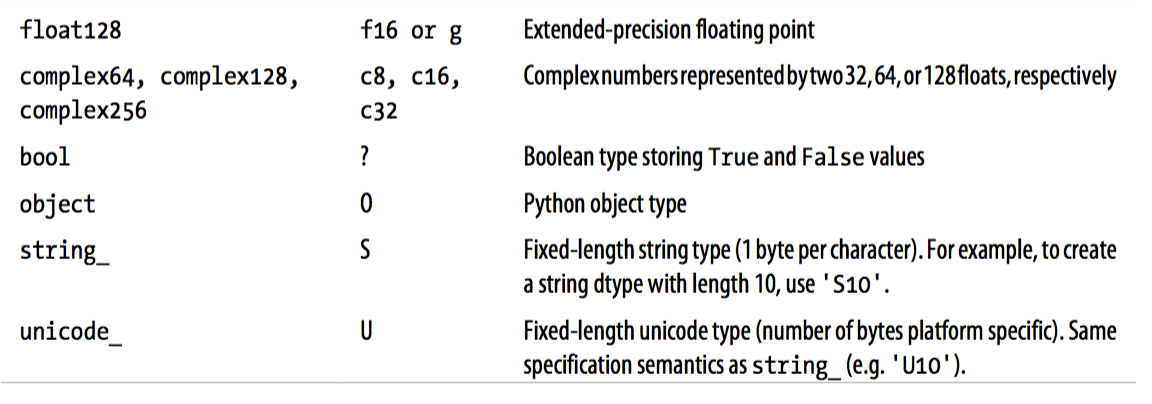 float128 f16 or g Extended-precision floating point
complex64, complex128, c8, c16, Complex numbers represented by two 32, 64, or 128 floats, respectively
complex256 c32
bool ? Boolean type storing True and False values
object O Python object type
string_ S Fixed-length string type (1 byte per character). For example, to create
a string dtype with length 10, use 'S10'.
unicode_ U Fixed-length unicode type (number of bytes platform specific). Same
specification semantics as string_ (e.g. 'U10').